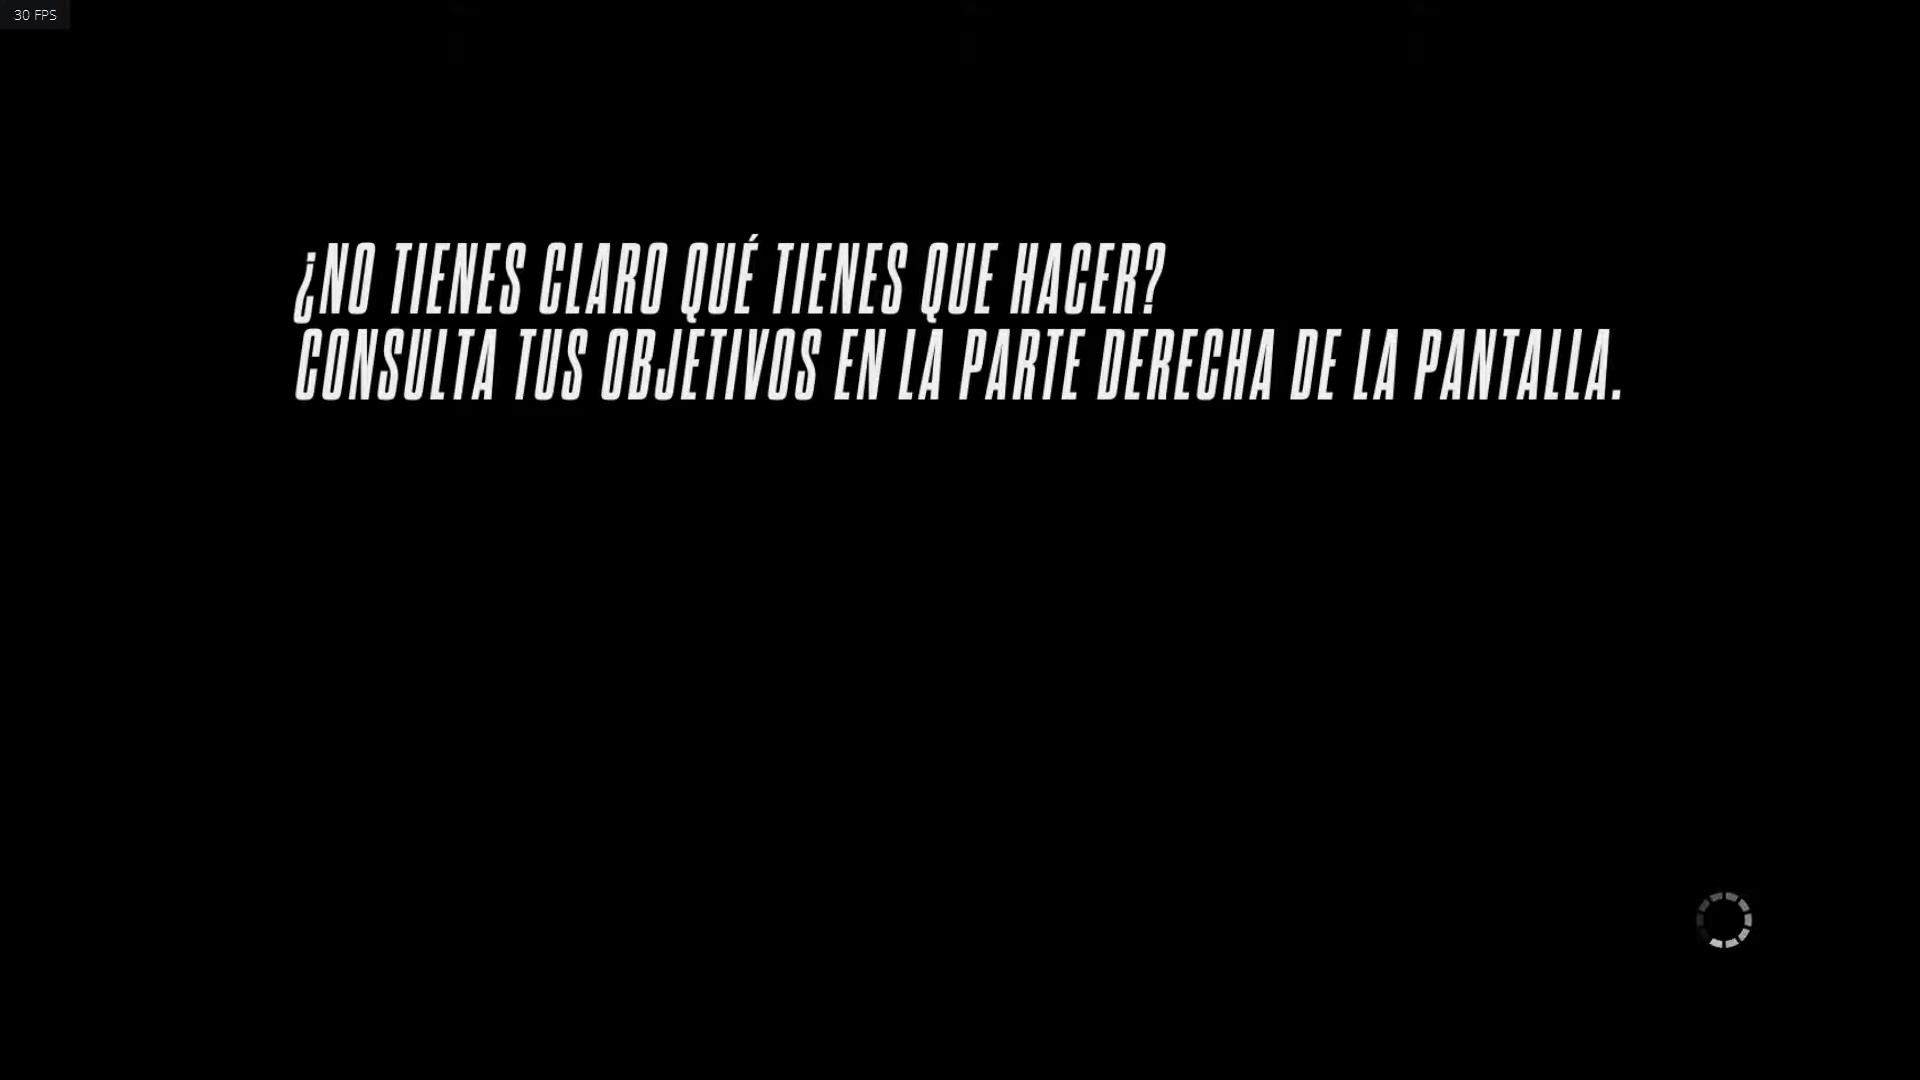 30 FPS
¿NO TIENES CLARO QUÉ TIENES QUE HACER?
CONSULTA TUS OBJETIVOS EN LA PARTE DERECHA DE LA PANTALLA.